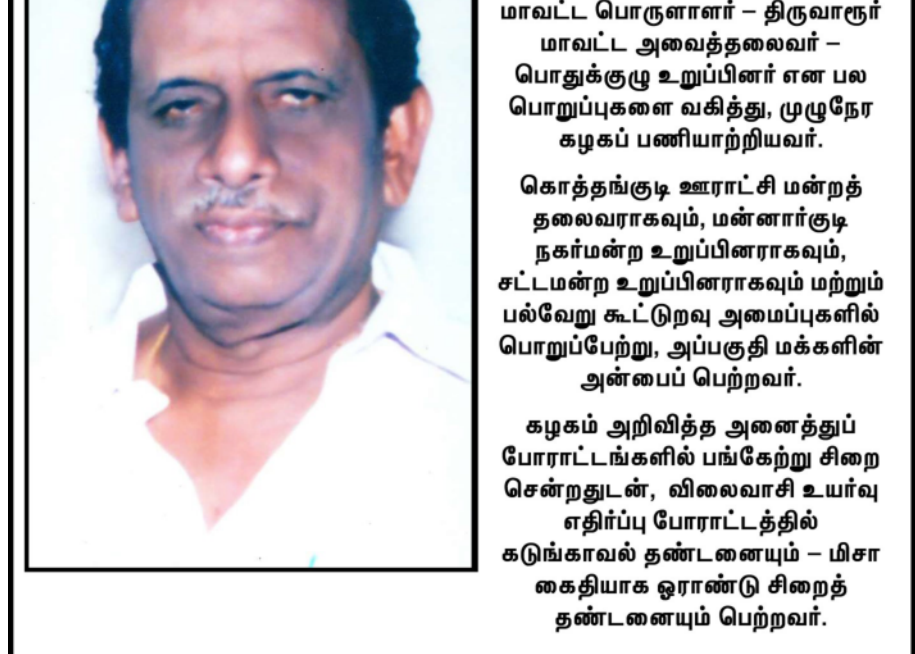 மாவட்ட பொருளாளர் – திருவாரூர்
மாவட்ட அவைத்தலைவர் –
பொதுக்குழு உறுப்பினர் என பல
பொறுப்புகளை வகித்து, முழுநேர
கழகப் பணியாற்றியவர்.
கொத்தங்குடி ஊராட்சி மன்றத்
தலைவராகவும், மன்னார்குடி
நகர்மன்ற உறுப்பினராகவும்,
சட்டமன்ற உறுப்பினராகவும் மற்றும்
பல்வேறு கூட்டுறவு அமைப்புகளில்
பொறுப்பேற்று, அப்பகுதி மக்களின்
அன்பைப் பெற்றவர்.
கழகம் அறிவித்த அனைத்துப்
போராட்டங்களில் பங்கேற்று சிறை
சென்றதுடன், விலைவாசி உயர்வு
எதிர்ப்பு போராட்டத்தில்
கடுங்காவல் தண்டனையும் – மிசா
கைதியாக ஓராண்டு சிறைத்
தண்டனையும் பெற்றவர்.